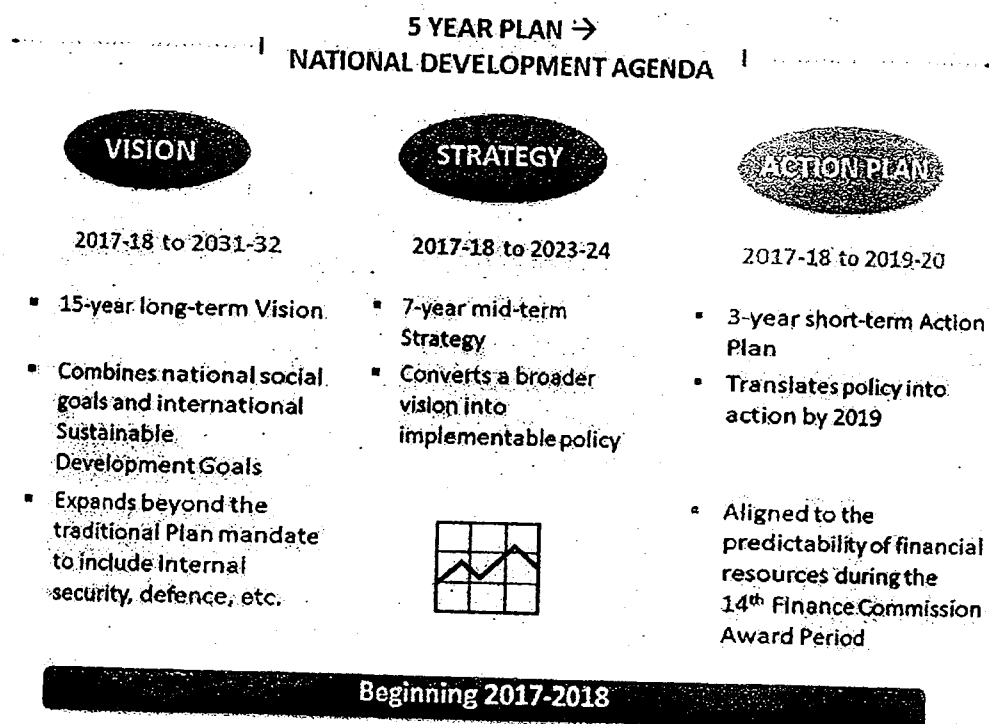 5 YEAR PLAN →
NATIONAL DEVELOPMENT AGENDA
VISION
2017-18 to 2031-32
▪ 15-year long-term Vision
▪ Combines national social
goals and international
Sustainable
Development Goals
▪ Expands beyond the
traditional Plan mandate
to include Internal
security, defence, etc.
STRATEGY
2017-18 to 2023-24
▪ 7-year mid-term
Strategy
▪ Converts a broader
vision into
implementable policy
ACTION PLAN
2017-18 to 2019-20
▪ 3-year short-term Action
Plan
▪ Translates policy into
action by 2019
▪ Aligned to the
predictability of financial
resources during the
14th Finance Commission
Award Period
Beginning 2017-2018